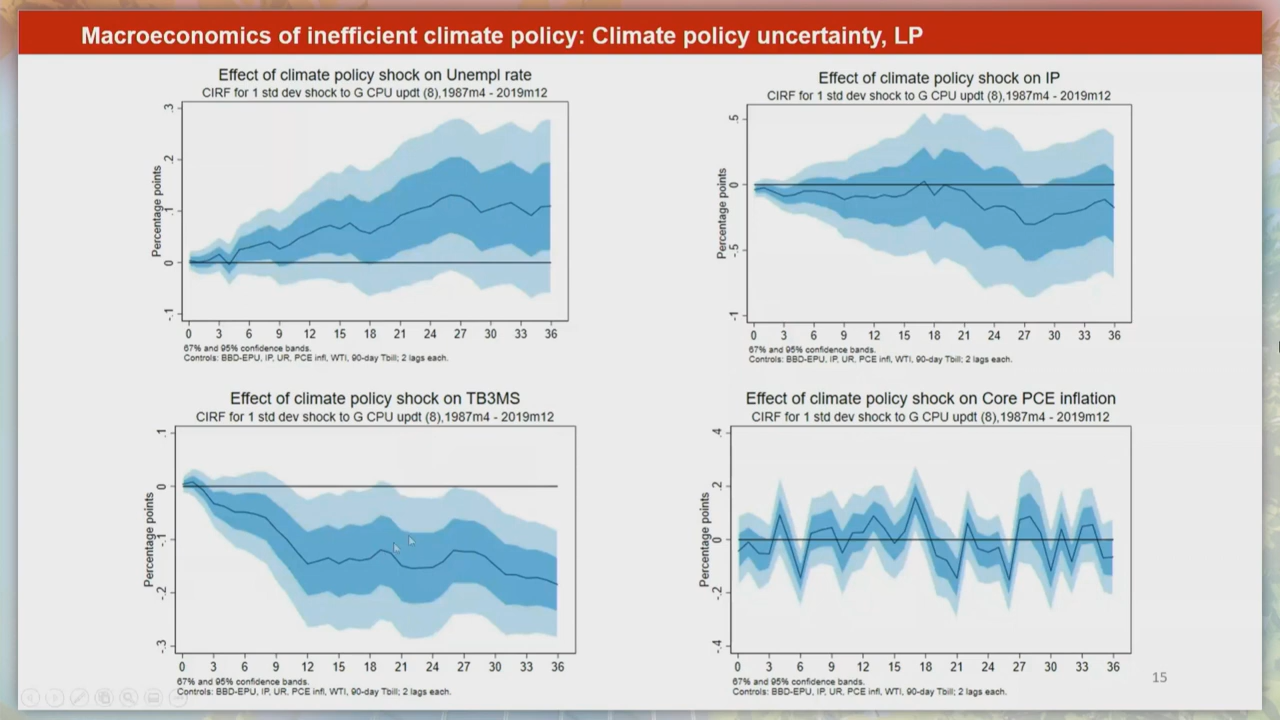 Macroeconomics of inefficient climate policy: Climate policy uncertainty, LP
Effect of climate policy shock on Unempl rate
CIRF for 1 std dev shock to G CPU updt (8),1987m4 - 2019m12
Percentage points
.3
.2
.1
0
-.1
0 3 6 9 12 15 18 21 24 27 30 33 36
67% and 95% confidence bands.
Controls: BBD-EPU, IP, UR, PCE infl, WTI, 90-day Tbill; 2 lags each.
Effect of climate policy shock on IP
CIRF for 1 std dev shock to G CPU updt (8),1987m4 - 2019m12
Percentage points
.5
0
-.5
-1
0 3 6 9 12 15 18 21 24 27 30 33 36
67% and 95% confidence bands.
Controls: BBD-EPU, IP, UR, PCE infl, WTI, 90-day Tbill; 2 lags each.
Effect of climate policy shock on TB3MS
CIRF for 1 std dev shock to G CPU updt (8),1987m4 - 2019m12
Percentage points
.1
0
-.1
-.2
-.3
0 3 6 9 12 15 18 21 24 27 30 33 36
67% and 95% confidence bands.
Controls: BBD-EPU, IP, UR, PCE infl, WTI, 90-day Tbill; 2 lags each.
Effect of climate policy shock on Core PCE inflation
CIRF for 1 std dev shock to G CPU updt (8),1987m4 - 2019m12
Percentage points
.4
.2
0
-.2
-.4
0 3 6 9 12 15 18 21 24 27 30 33 36
67% and 95% confidence bands.
Controls: BBD-EPU, IP, UR, PCE infl, WTI, 90-day Tbill; 2 lags each.
15